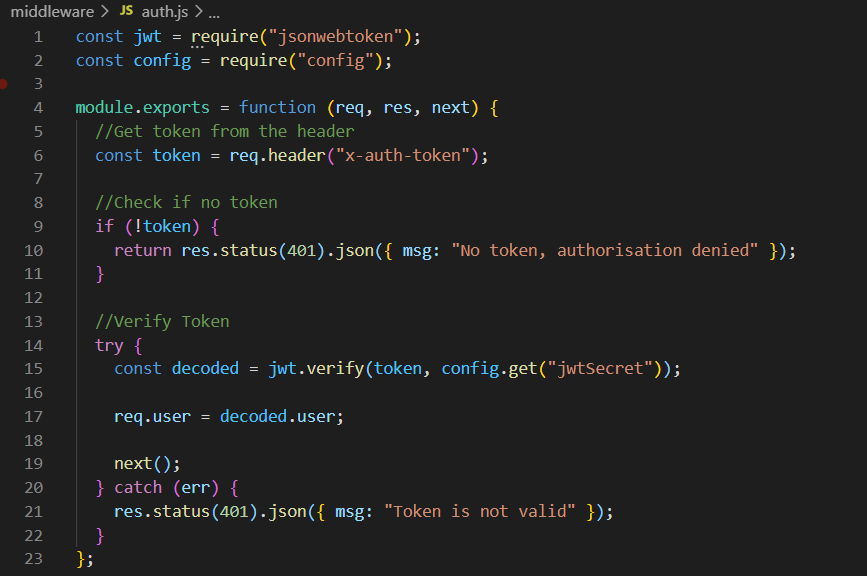 middleware > JS auth.js > ...
1 const jwt = require("jsonwebtoken");
2 const config = require("config");
3
4 module.exports = function (req, res, next) {
5   //Get token from the header
6   const token = req.header("x-auth-token");
7
8   //Check if no token
9   if (!token) {
10     return res.status(401).json({ msg: "No token, authorisation denied" });
11   }
12
13   //Verify Token
14   try {
15     const decoded = jwt.verify(token, config.get("jwtSecret"));
16
17     req.user = decoded.user;
18
19     next();
20   } catch (err) {
21     res.status(401).json({ msg: "Token is not valid" });
22   }
23 };